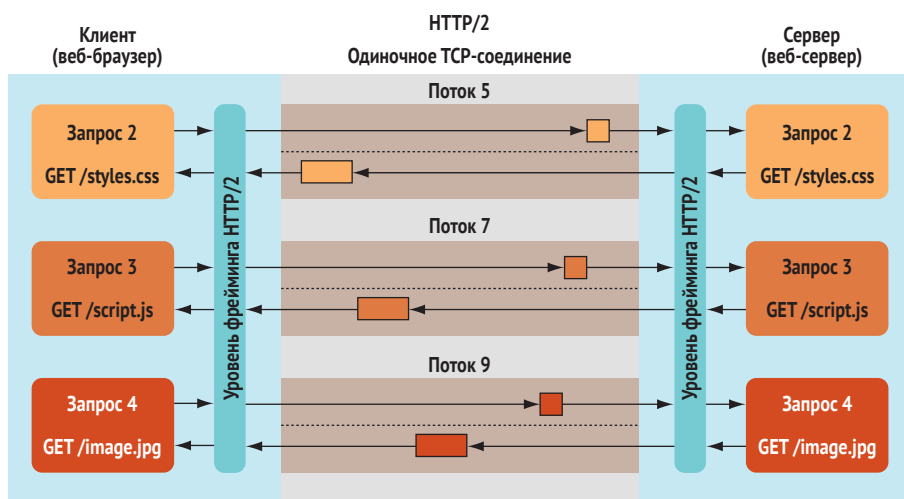 HTTP/2
Одиночное TCP-соединение
Клиент
(веб-браузер)
Сервер
(веб-сервер)
Поток 5
Запрос 2
GET /styles.css
Запрос 2
GET /styles.css
Поток 7
Запрос 3
GET /script.js
Запрос 3
GET /script.js
Поток 9
Запрос 4
GET /image.jpg
Запрос 4
GET /image.jpg
Уровень фрейминга HTTP/2
Уровень фрейминга HTTP/2